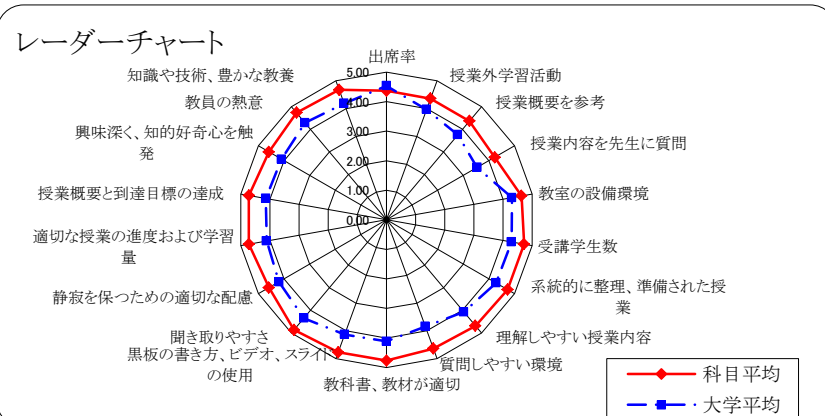 レーダーチャート
出席率
授業外学習活動
授業概要を参考
授業内容を先生に質問
教室の設備環境
受講学生数
系統的に整理、準備された授
業
理解しやすい授業内容
質問しやすい環境
教科書、教材が適切
黒板の書き方、ビデオ、スライド
の使用
聞き取りやすさ
静寂を保つための適切な配慮
適切な授業の進度および学習
量
授業概要と到達目標の達成
興味深く、知的好奇心を触
発
教員の熱意
知識や技術、豊かな教養
5.00
4.00
3.00
2.00
1.00
0.00
科目平均
大学平均